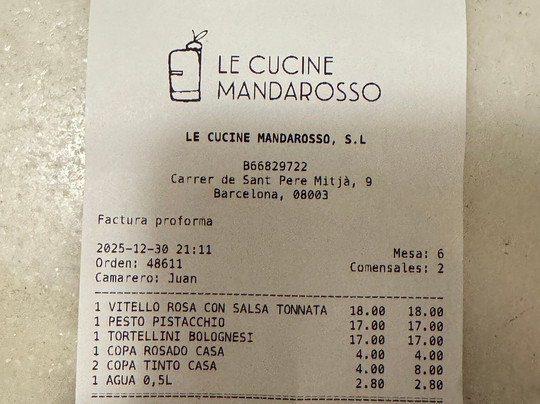 LE CUCINE
MANDAROSSO
LE CUCINE MANDAROSSO, S.L
B66829722
Carrer de Sant Pere Mitjà, 9
Barcelona, 08003
Factura proforma
2025-12-30 21:11
Orden: 48611 Mesa: 6
Camarero: Juan Comensales: 2
1 VITELLO ROSA CON SALSA TONNATA 18.00 18.00
1 PESTO PISTACCHIO 17.00 17.00
1 TORTELLINI BOLOGNESI 17.00 17.00
1 COPA ROSADO CASA 4.00 4.00
2 COPA TINTO CASA 4.00 8.00
1 AGUA 0,5L 2.80 2.80